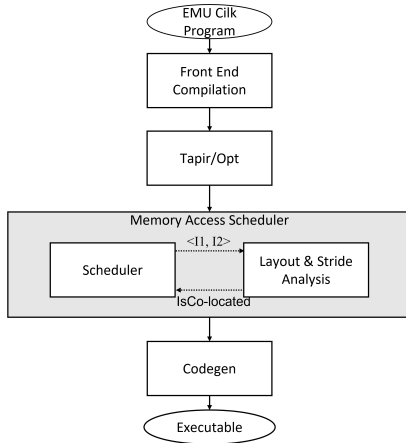 EMU Cilk
Program
Front End
Compilation
Tapir/Opt
Memory Access Scheduler
<I1, I2>
Scheduler
Layout & Stride
Analysis
IsCo-located
Codegen
Executable